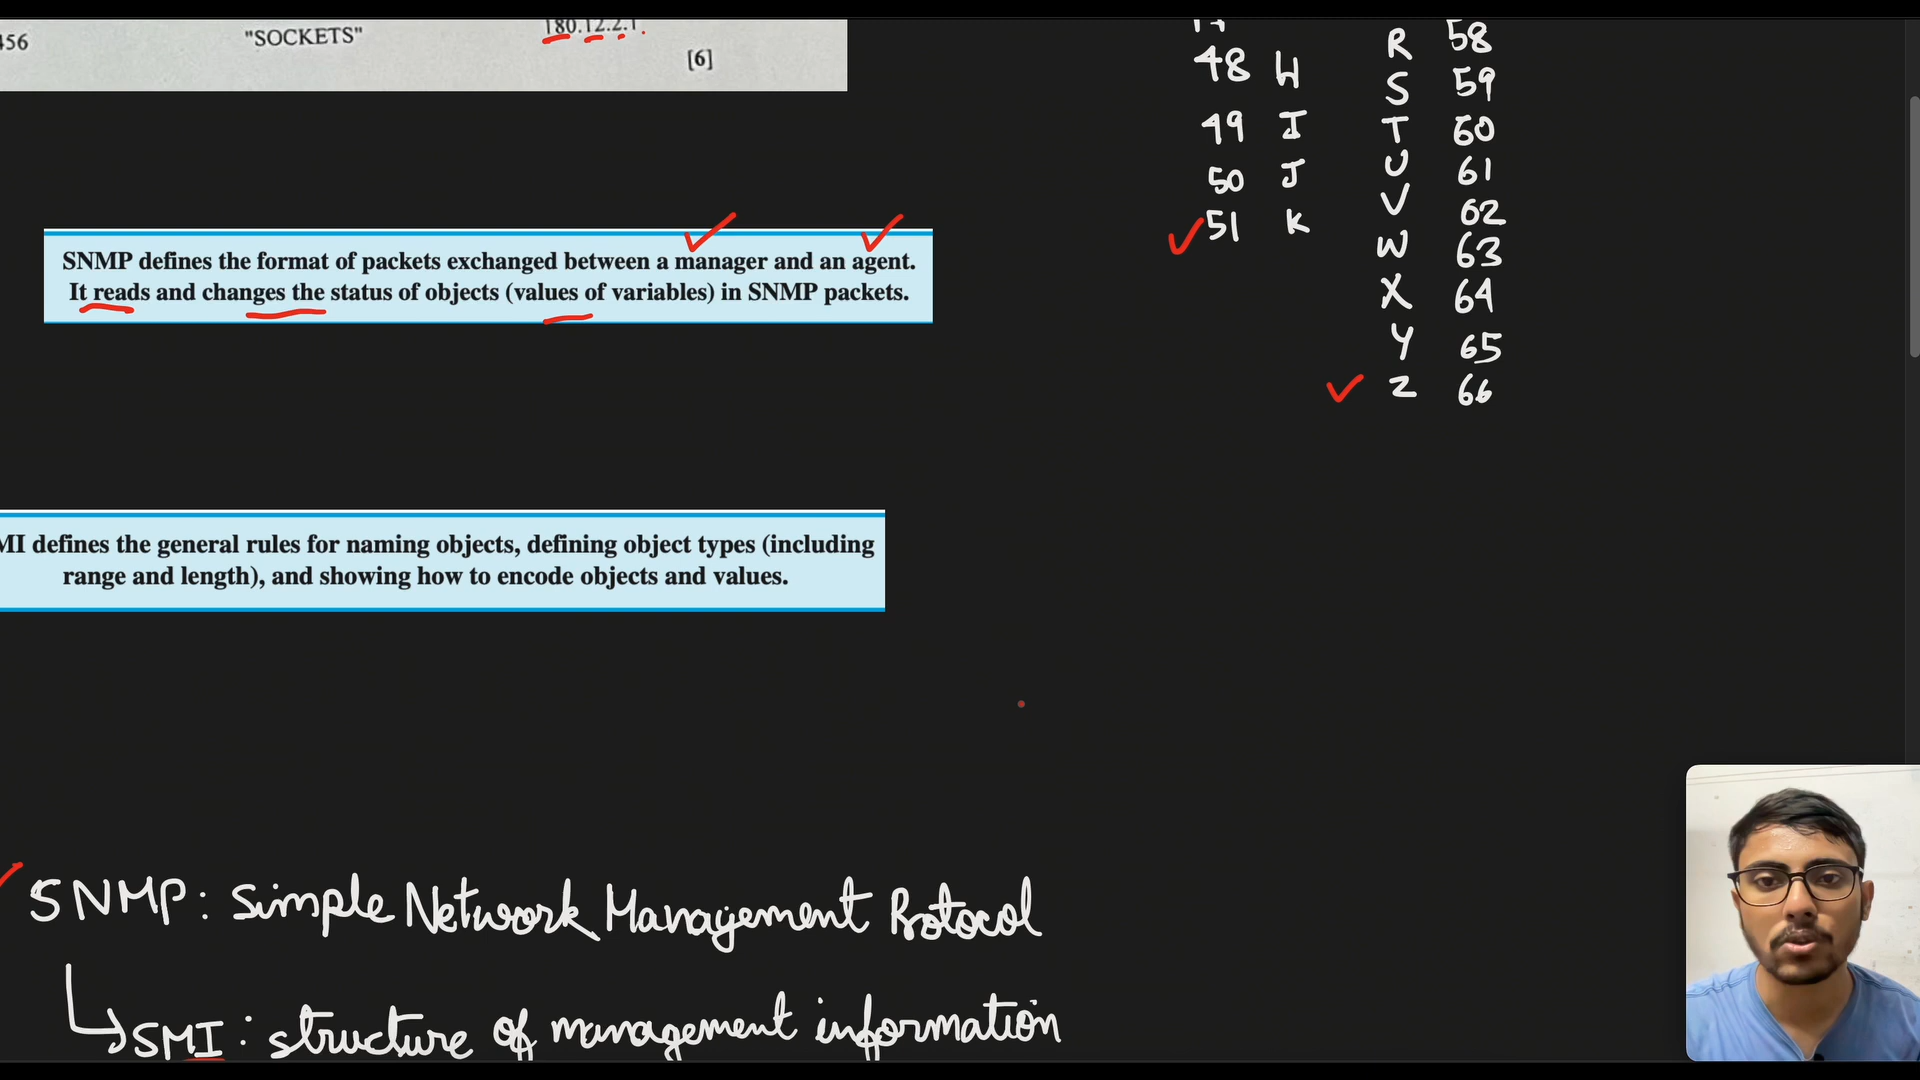 456 "SOCKETS" 180.12.2.1
[6]
SNMP defines the format of packets exchanged between a manager and an agent.
It reads and changes the status of objects (values of variables) in SNMP packets.
MI defines the general rules for naming objects, defining object types (including
range and length), and showing how to encode objects and values.
SNMP: Simple Network Management Protocol
SMI: structure of management information
48 H
49 I
50 J
51 K
R 58
S 59
T 60
U 61
V 62
W 63
X 64
Y 65
Z 66